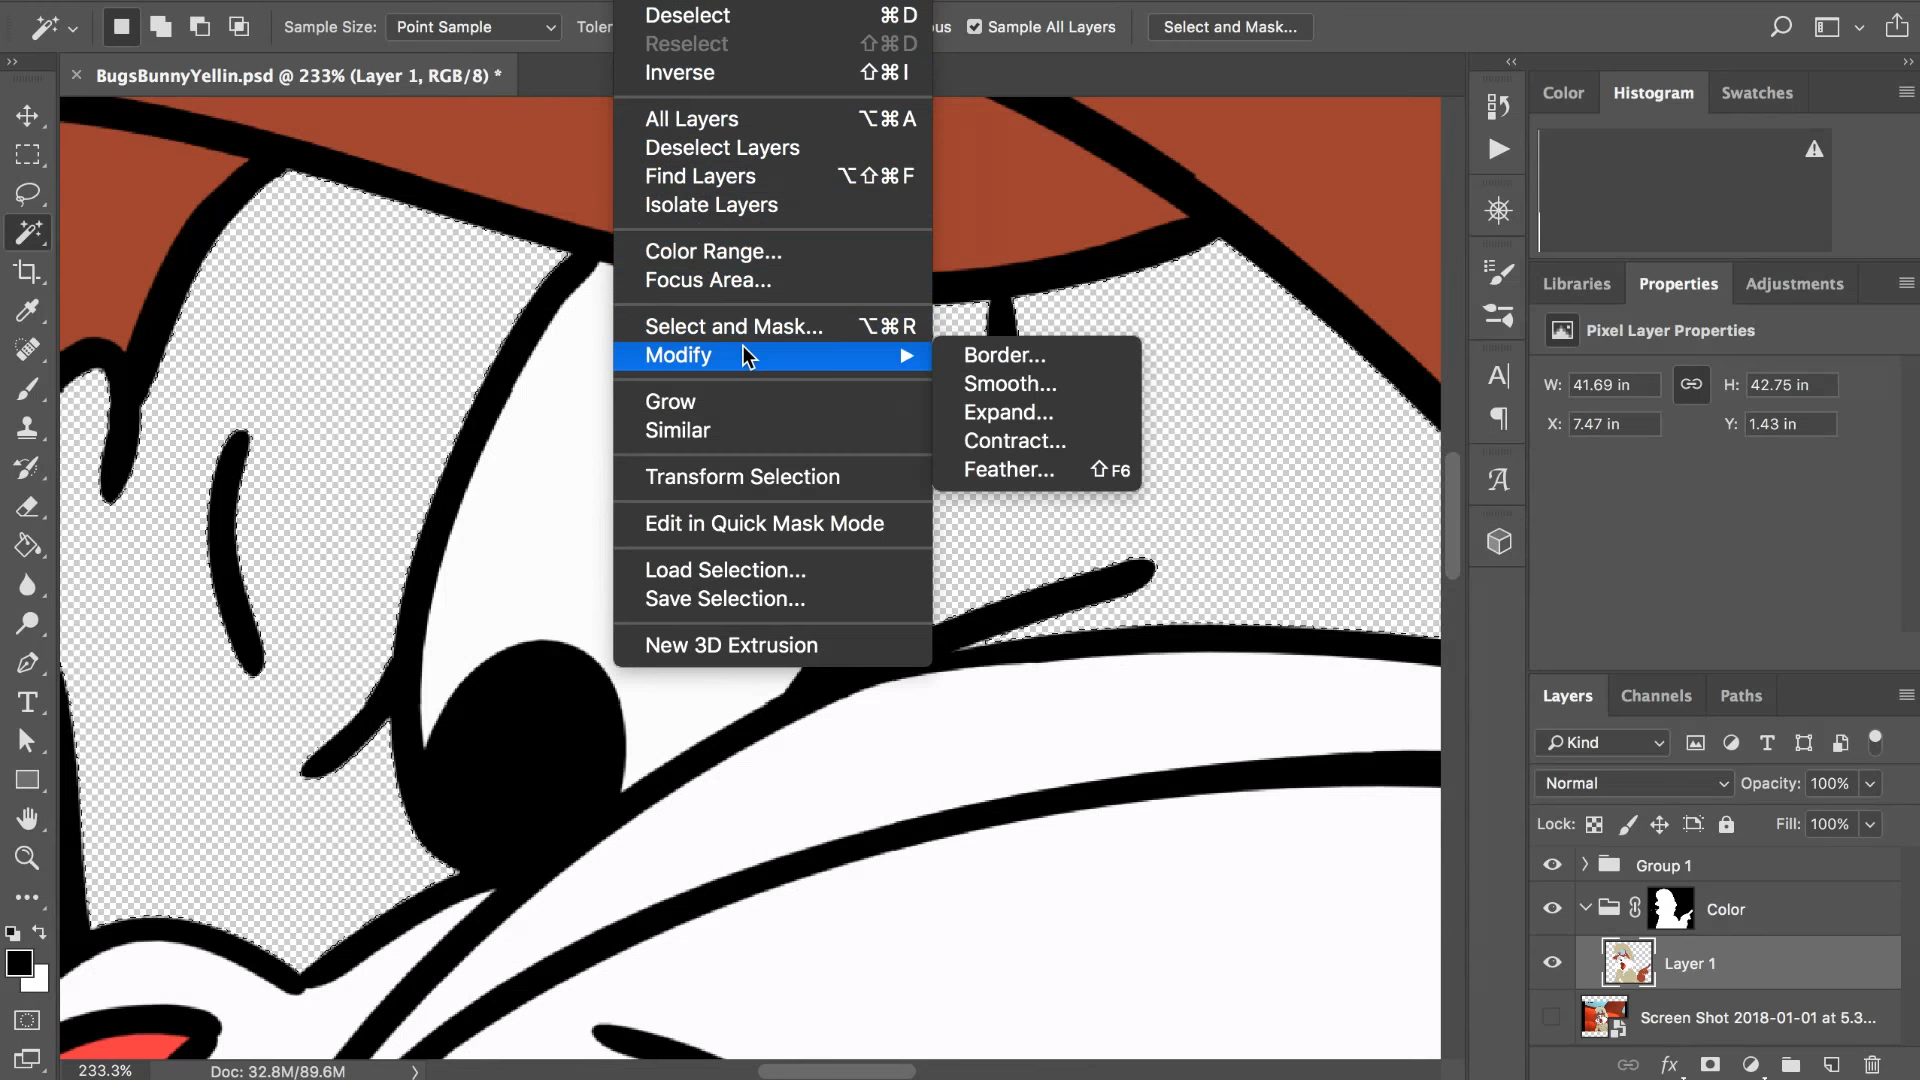 Sample Size: Point Sample Toler us Sample All Layers Select and Mask...
BugsBunnyYellin.psd @ 233% (Layer 1, RGB/8) *
Deselect ⌘D
Reselect ⇧⌘D
Inverse ⇧⌘I
All Layers ⌥⌘A
Deselect Layers
Find Layers ⌥⇧⌘F
Isolate Layers
Color Range...
Focus Area...
Select and Mask... ⌥⌘R
Modify
Grow
Similar
Transform Selection
Edit in Quick Mask Mode
Load Selection...
Save Selection...
New 3D Extrusion
Border...
Smooth...
Expand...
Contract...
Feather... ⇧F6
Color Histogram Swatches
Libraries Properties Adjustments
Pixel Layer Properties
W: 41.69 in H: 42.75 in
X: 7.47 in Y: 1.43 in
Layers Channels Paths
Kind
Normal Opacity: 100%
Lock: Fill: 100%
Group 1
Color
Layer 1
Screen Shot 2018-01-01 at 5.3...
fx
233.3% Doc: 32.8M/89.6M